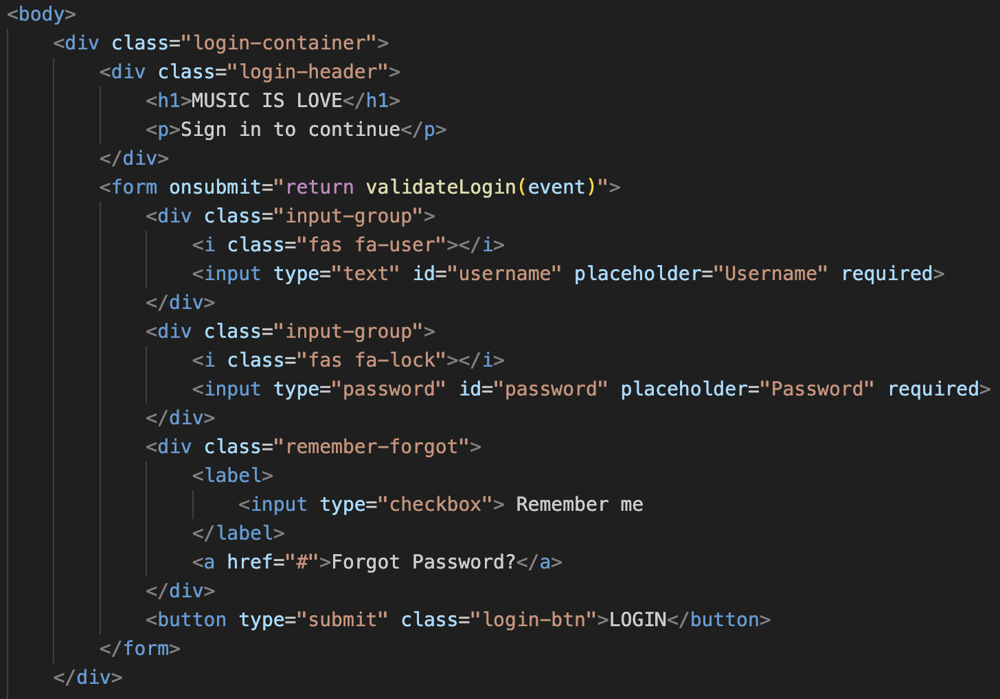 <body>
    <div class="login-container">
        <div class="login-header">
            <h1>MUSIC IS LOVE</h1>
            <p>Sign in to continue</p>
        </div>
        <form onsubmit="return validateLogin(event)">
            <div class="input-group">
                <i class="fas fa-user"></i>
                <input type="text" id="username" placeholder="Username" required>
            </div>
            <div class="input-group">
                <i class="fas fa-lock"></i>
                <input type="password" id="password" placeholder="Password" required>
            </div>
            <div class="remember-forgot">
                <label>
                    <input type="checkbox"> Remember me
                </label>
                <a href="#">Forgot Password?</a>
            </div>
            <button type="submit" class="login-btn">LOGIN</button>
        </form>
    </div>